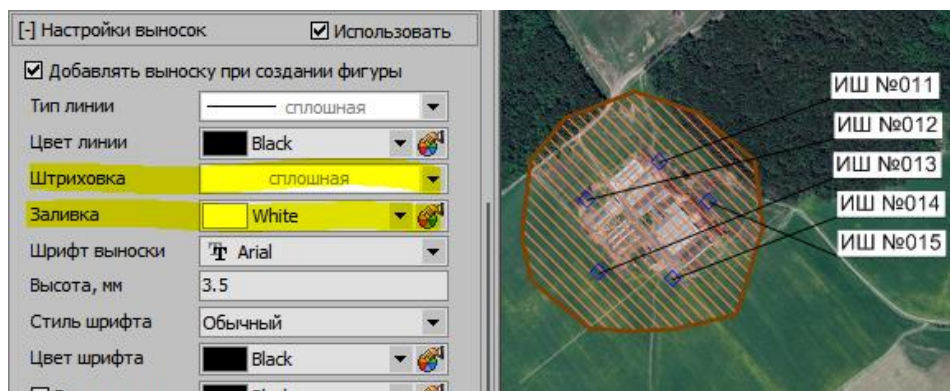 [-] Настройки выносок Использовать
Добавлять выноску при создании фигуры
Тип линии сплошная
Цвет линии Black
Штриховка сплошная
Заливка White
Шрифт выноски Arial
Высота, мм 3.5
Стиль шрифта Обычный
Цвет шрифта Black
ИШ №011
ИШ №012
ИШ №013
ИШ №014
ИШ №015